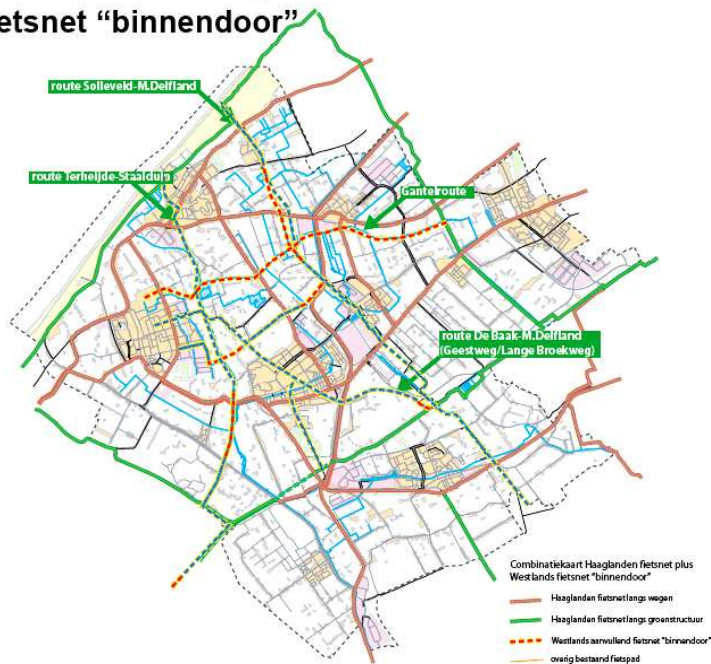 etsnet “binnendoor”
route Solleveld-M.Delfland
route Terheijde-Staalduin
Gantelroute
route De Baak-M.Delfland
(Geestweg/Lange Broekweg)
Combinatiekaart Haaglanden fietsnet plus
Westlands fietsnet "binnendoor"
Haaglanden fietsnet langs wegen
Haaglanden fietsnet langs groenstructuur
Westlands aanvullend fietsnet "binnendoor"
overig bestaand fietspad